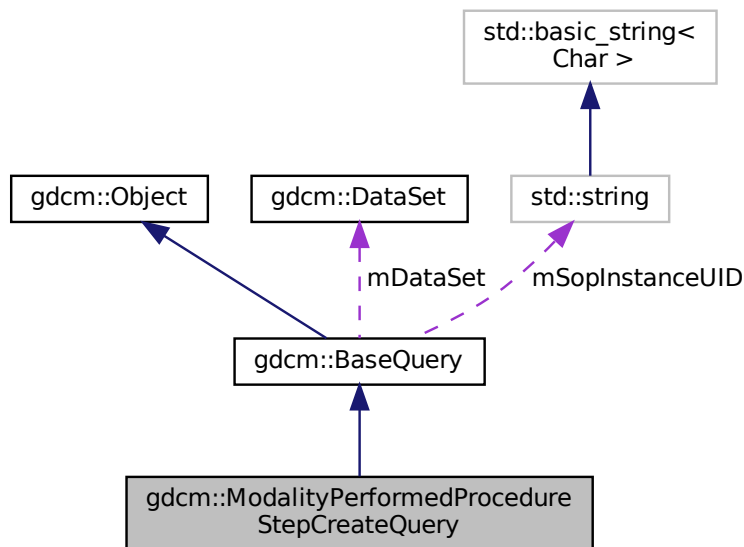 std::basic_string<
Char >
gdcm::Object
gdcm::DataSet
std::string
mDataSet
mSopInstanceUID
gdcm::BaseQuery
gdcm::ModalityPerformedProcedure
StepCreateQuery